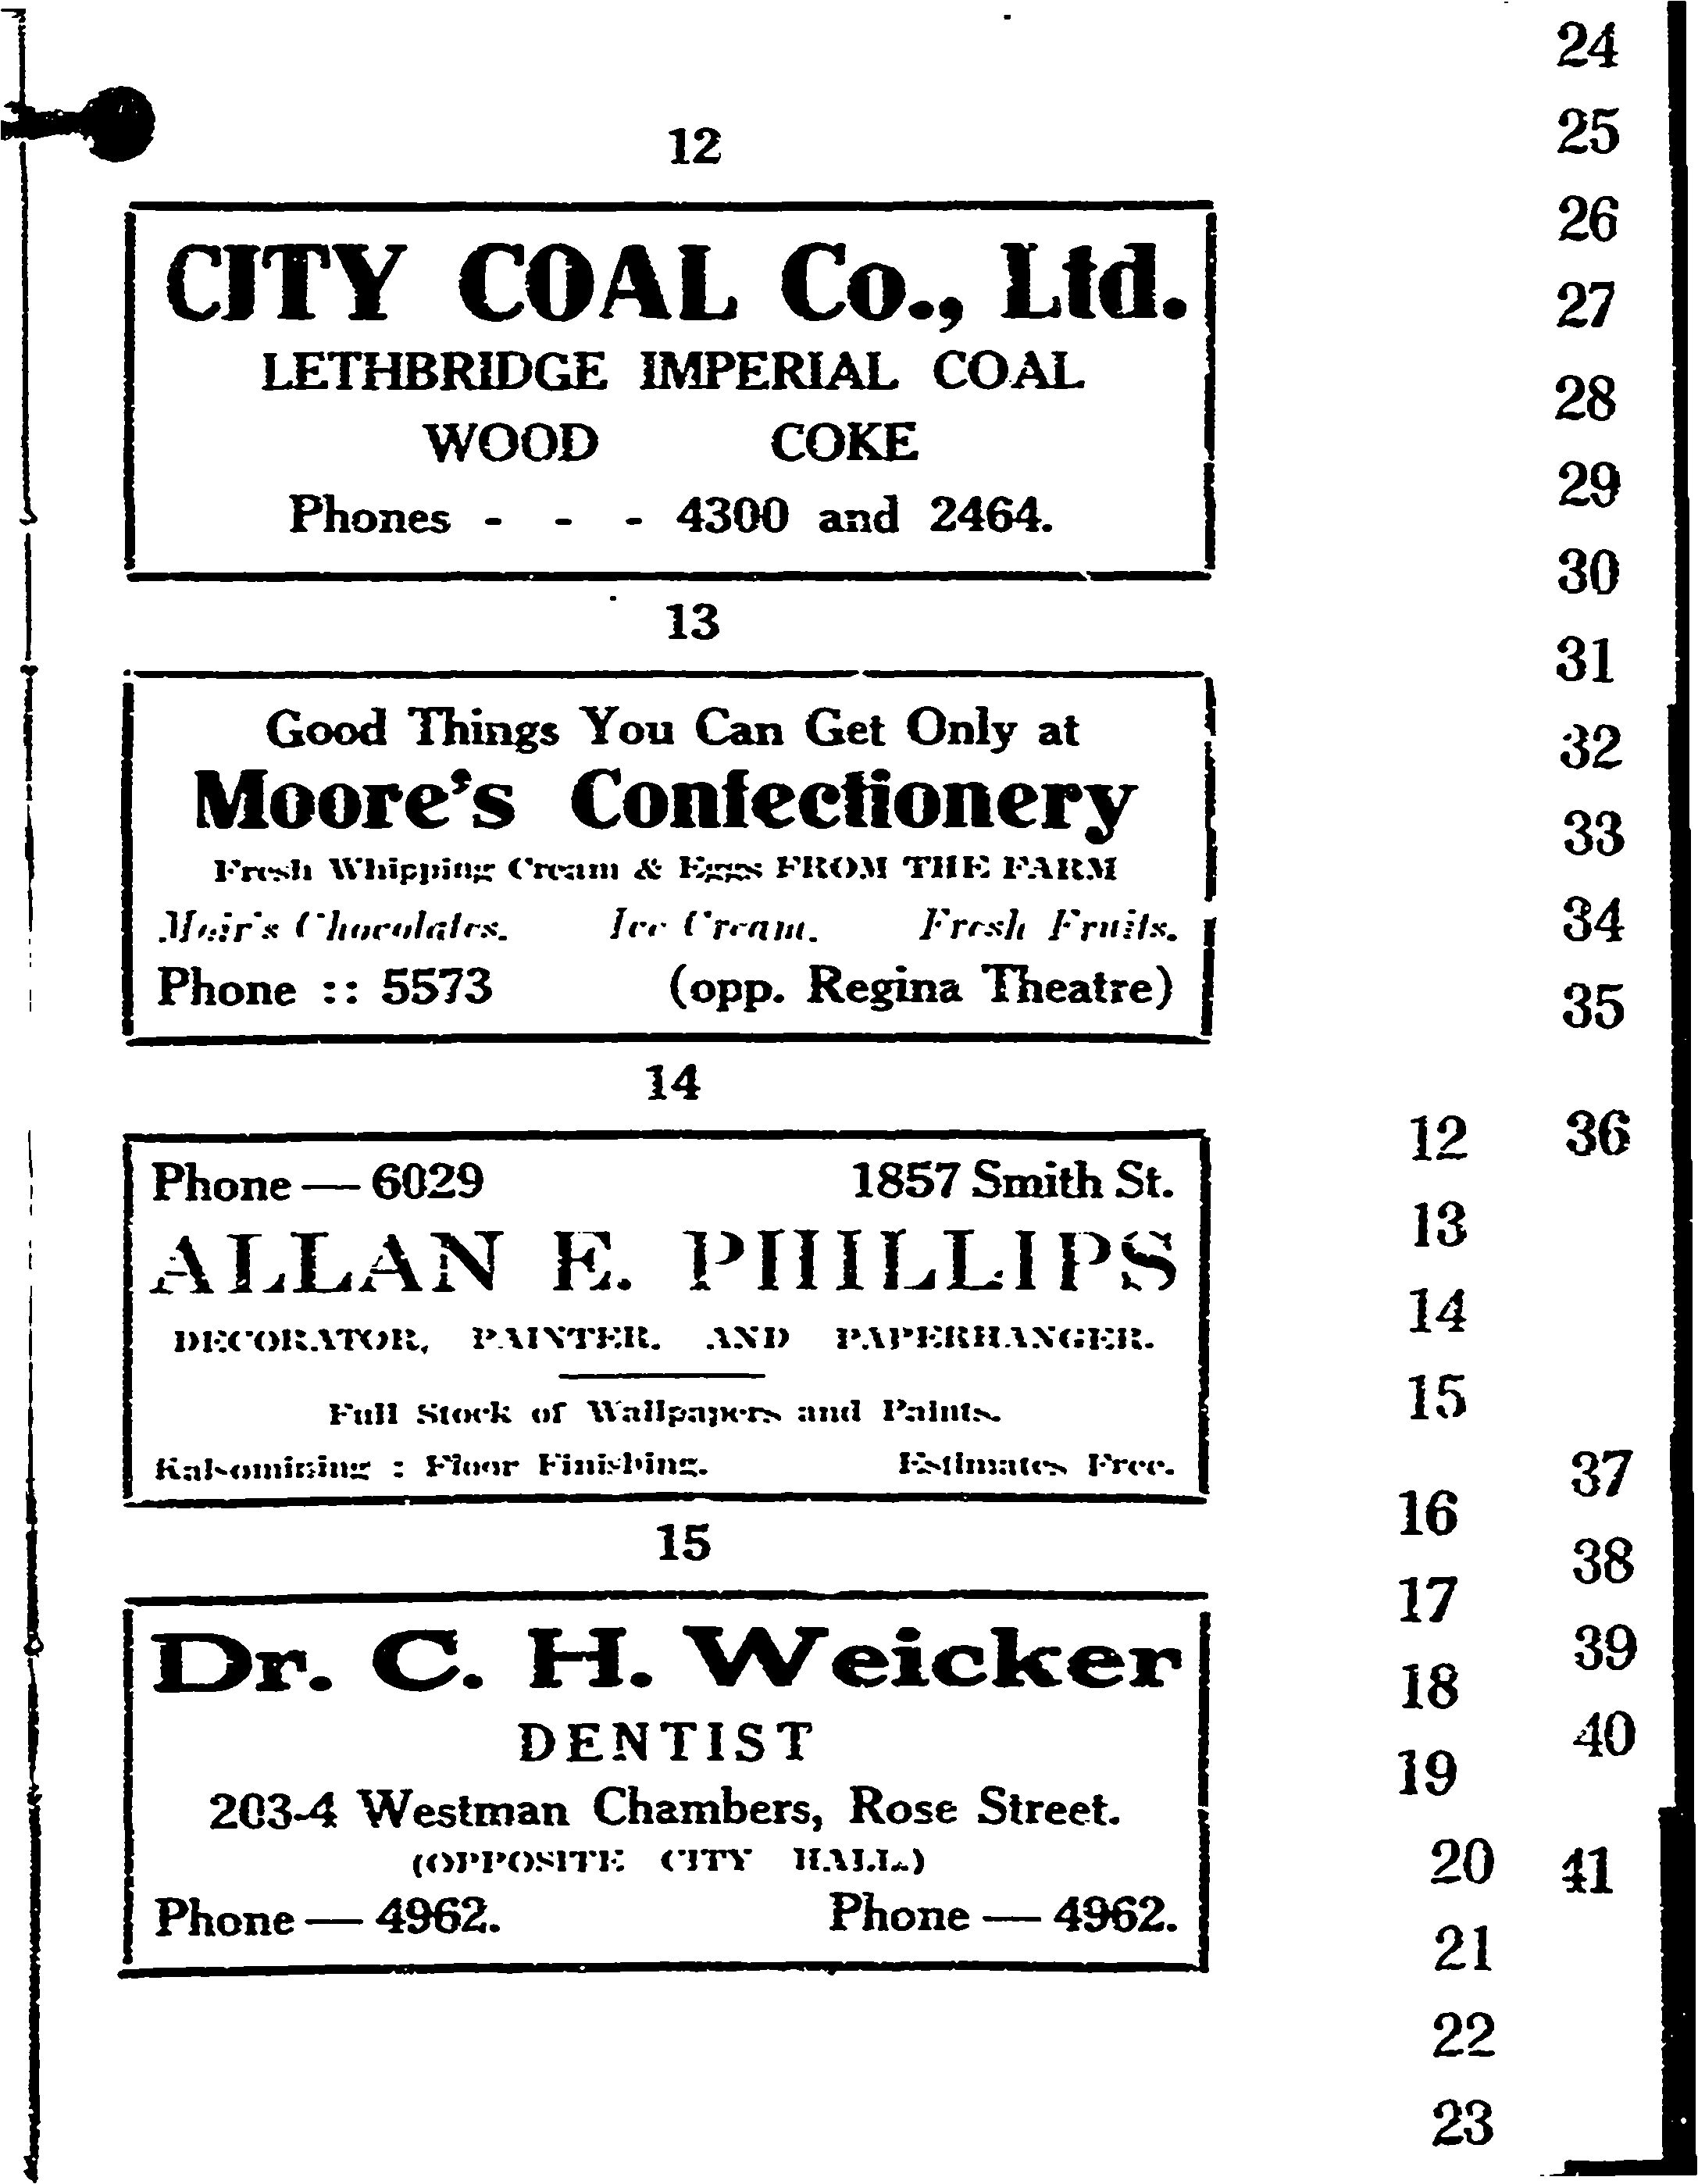 12
CITY COAL Co., Ltd.
LETHBRIDGE IMPERIAL COAL
WOOD COKE
Phones - - - 4300 and 2464.
13
Good Things You Can Get Only at
Moore's Confectionery
Fresh Whipping Cream & Eggs FROM THE FARM
Moir's Chocolates. Ice Cream. Fresh Fruits.
Phone :: 5573 (opp. Regina Theatre)
14
Phone — 6029 1857 Smith St.
ALLAN E. PHILLIPS
DECORATOR, PAINTER. AND PAPERHANGER.
Full Stock of Wallpapers and Paints.
Kalsomining : Floor Finishing. Estimates Free.
15
Dr. C. H. Weicker
DENTIST
203-4 Westman Chambers, Rose Street.
(OPPOSITE CITY HALL.)
Phone — 4962. Phone — 4962.
12
13
14
15
16
17
18
19
20
21
22
23
24
25
26
27
28
29
30
31
32
33
34
35
36
37
38
39
40
41